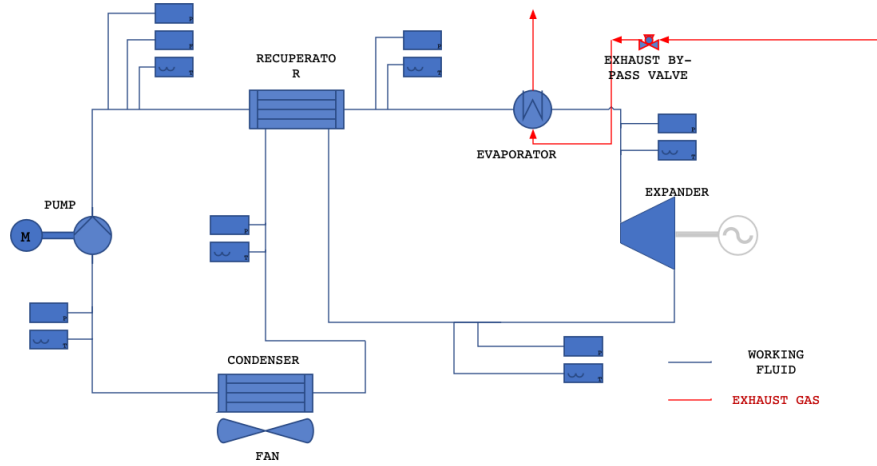 RECUPERATO
R
EXHAUST BY-
PASS VALVE
EVAPORATOR
EXPANDER
PUMP
M
CONDENSER
FAN
WORKING
FLUID
EXHAUST GAS